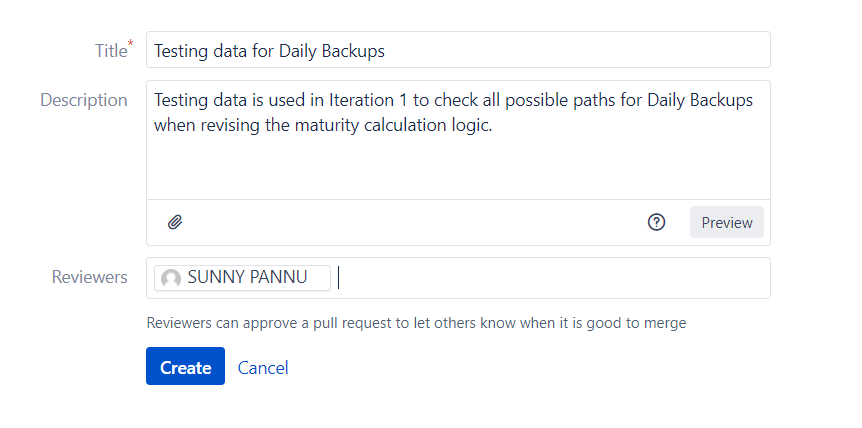 Title* Testing data for Daily Backups
Description Testing data is used in Iteration 1 to check all possible paths for Daily Backups
when revising the maturity calculation logic.
Preview
Reviewers SUNNY PANNU
Reviewers can approve a pull request to let others know when it is good to merge
Create Cancel